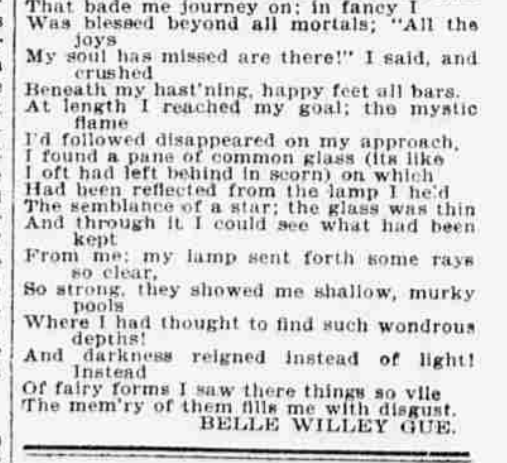 That bade me journey on; in fancy I
Was blessed beyond all mortals; "All the
joys
My soul has missed are there!" I said, and
crushed
Beneath my hast'ning, happy feet all bars.
At length I reached my goal; the mystic
flame
I'd followed disappeared on my approach,
I found a pane of common glass (its like
I oft had left behind in scorn) on which
Had been reflected from the lamp I he'd
The semblance of a star; the glass was thin
And through it I could see what had been
kept
From me; my lamp sent forth some rays
so clear,
So strong, they showed me shallow, murky
pools
Where I had thought to find such wondrous
depths!
And darkness reigned instead of light!
Instead
Of fairy forms I saw there things so vile
The mem'ry of them fills me with disgust.
BELLE WILLEY GUE.